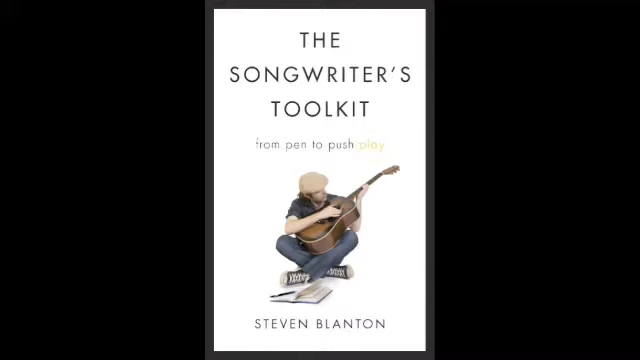 THE
SONGWRITER'S
TOOLKIT
from pen to push play
STEVEN BLANTON